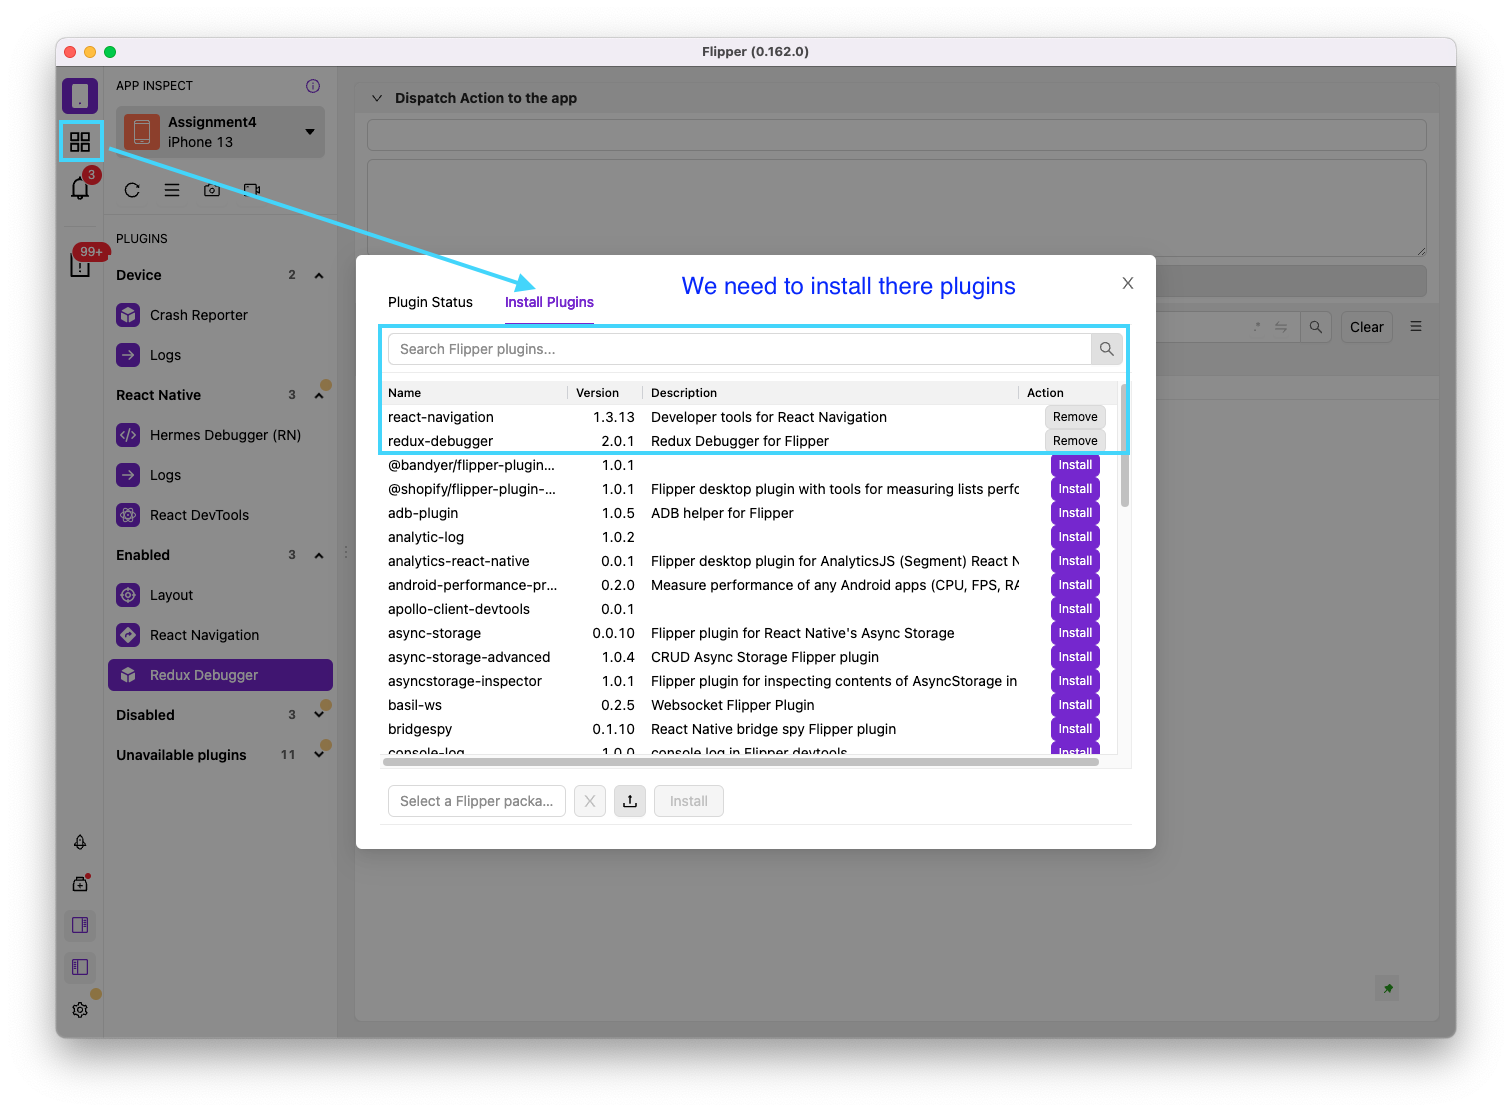 Flipper (0.162.0)
APP INSPECT
Assignment4
iPhone 13
3
99+
PLUGINS
Device 2
Crash Reporter
Logs
React Native 3
Hermes Debugger (RN)
Logs
React DevTools
Enabled 3
Layout
React Navigation
Redux Debugger
Disabled 3
Unavailable plugins 11
Dispatch Action to the app
Clear
We need to install there plugins
Plugin Status Install Plugins
Search Flipper plugins...
Name Version Description Action
react-navigation 1.3.13 Developer tools for React Navigation Remove
redux-debugger 2.0.1 Redux Debugger for Flipper Remove
@bandyer/flipper-plugin... 1.0.1 Install
@shopify/flipper-plugin-... 1.0.1 Flipper desktop plugin with tools for measuring lists perfo Install
adb-plugin 1.0.5 ADB helper for Flipper Install
analytic-log 1.0.2 Install
analytics-react-native 0.0.1 Flipper desktop plugin for AnalyticsJS (Segment) React N Install
android-performance-pr... 0.2.0 Measure performance of any Android apps (CPU, FPS, RA Install
apollo-client-devtools 0.0.1 Install
async-storage 0.0.10 Flipper plugin for React Native's Async Storage Install
async-storage-advanced 1.0.4 CRUD Async Storage Flipper plugin Install
asyncstorage-inspector 1.0.1 Flipper plugin for inspecting contents of AsyncStorage in Install
basil-ws 0.2.5 Websocket Flipper Plugin Install
bridgespy 0.1.10 React Native bridge spy Flipper plugin Install
console-log 1.0.0 console log in Flipper devtools Install
Select a Flipper packa... Install